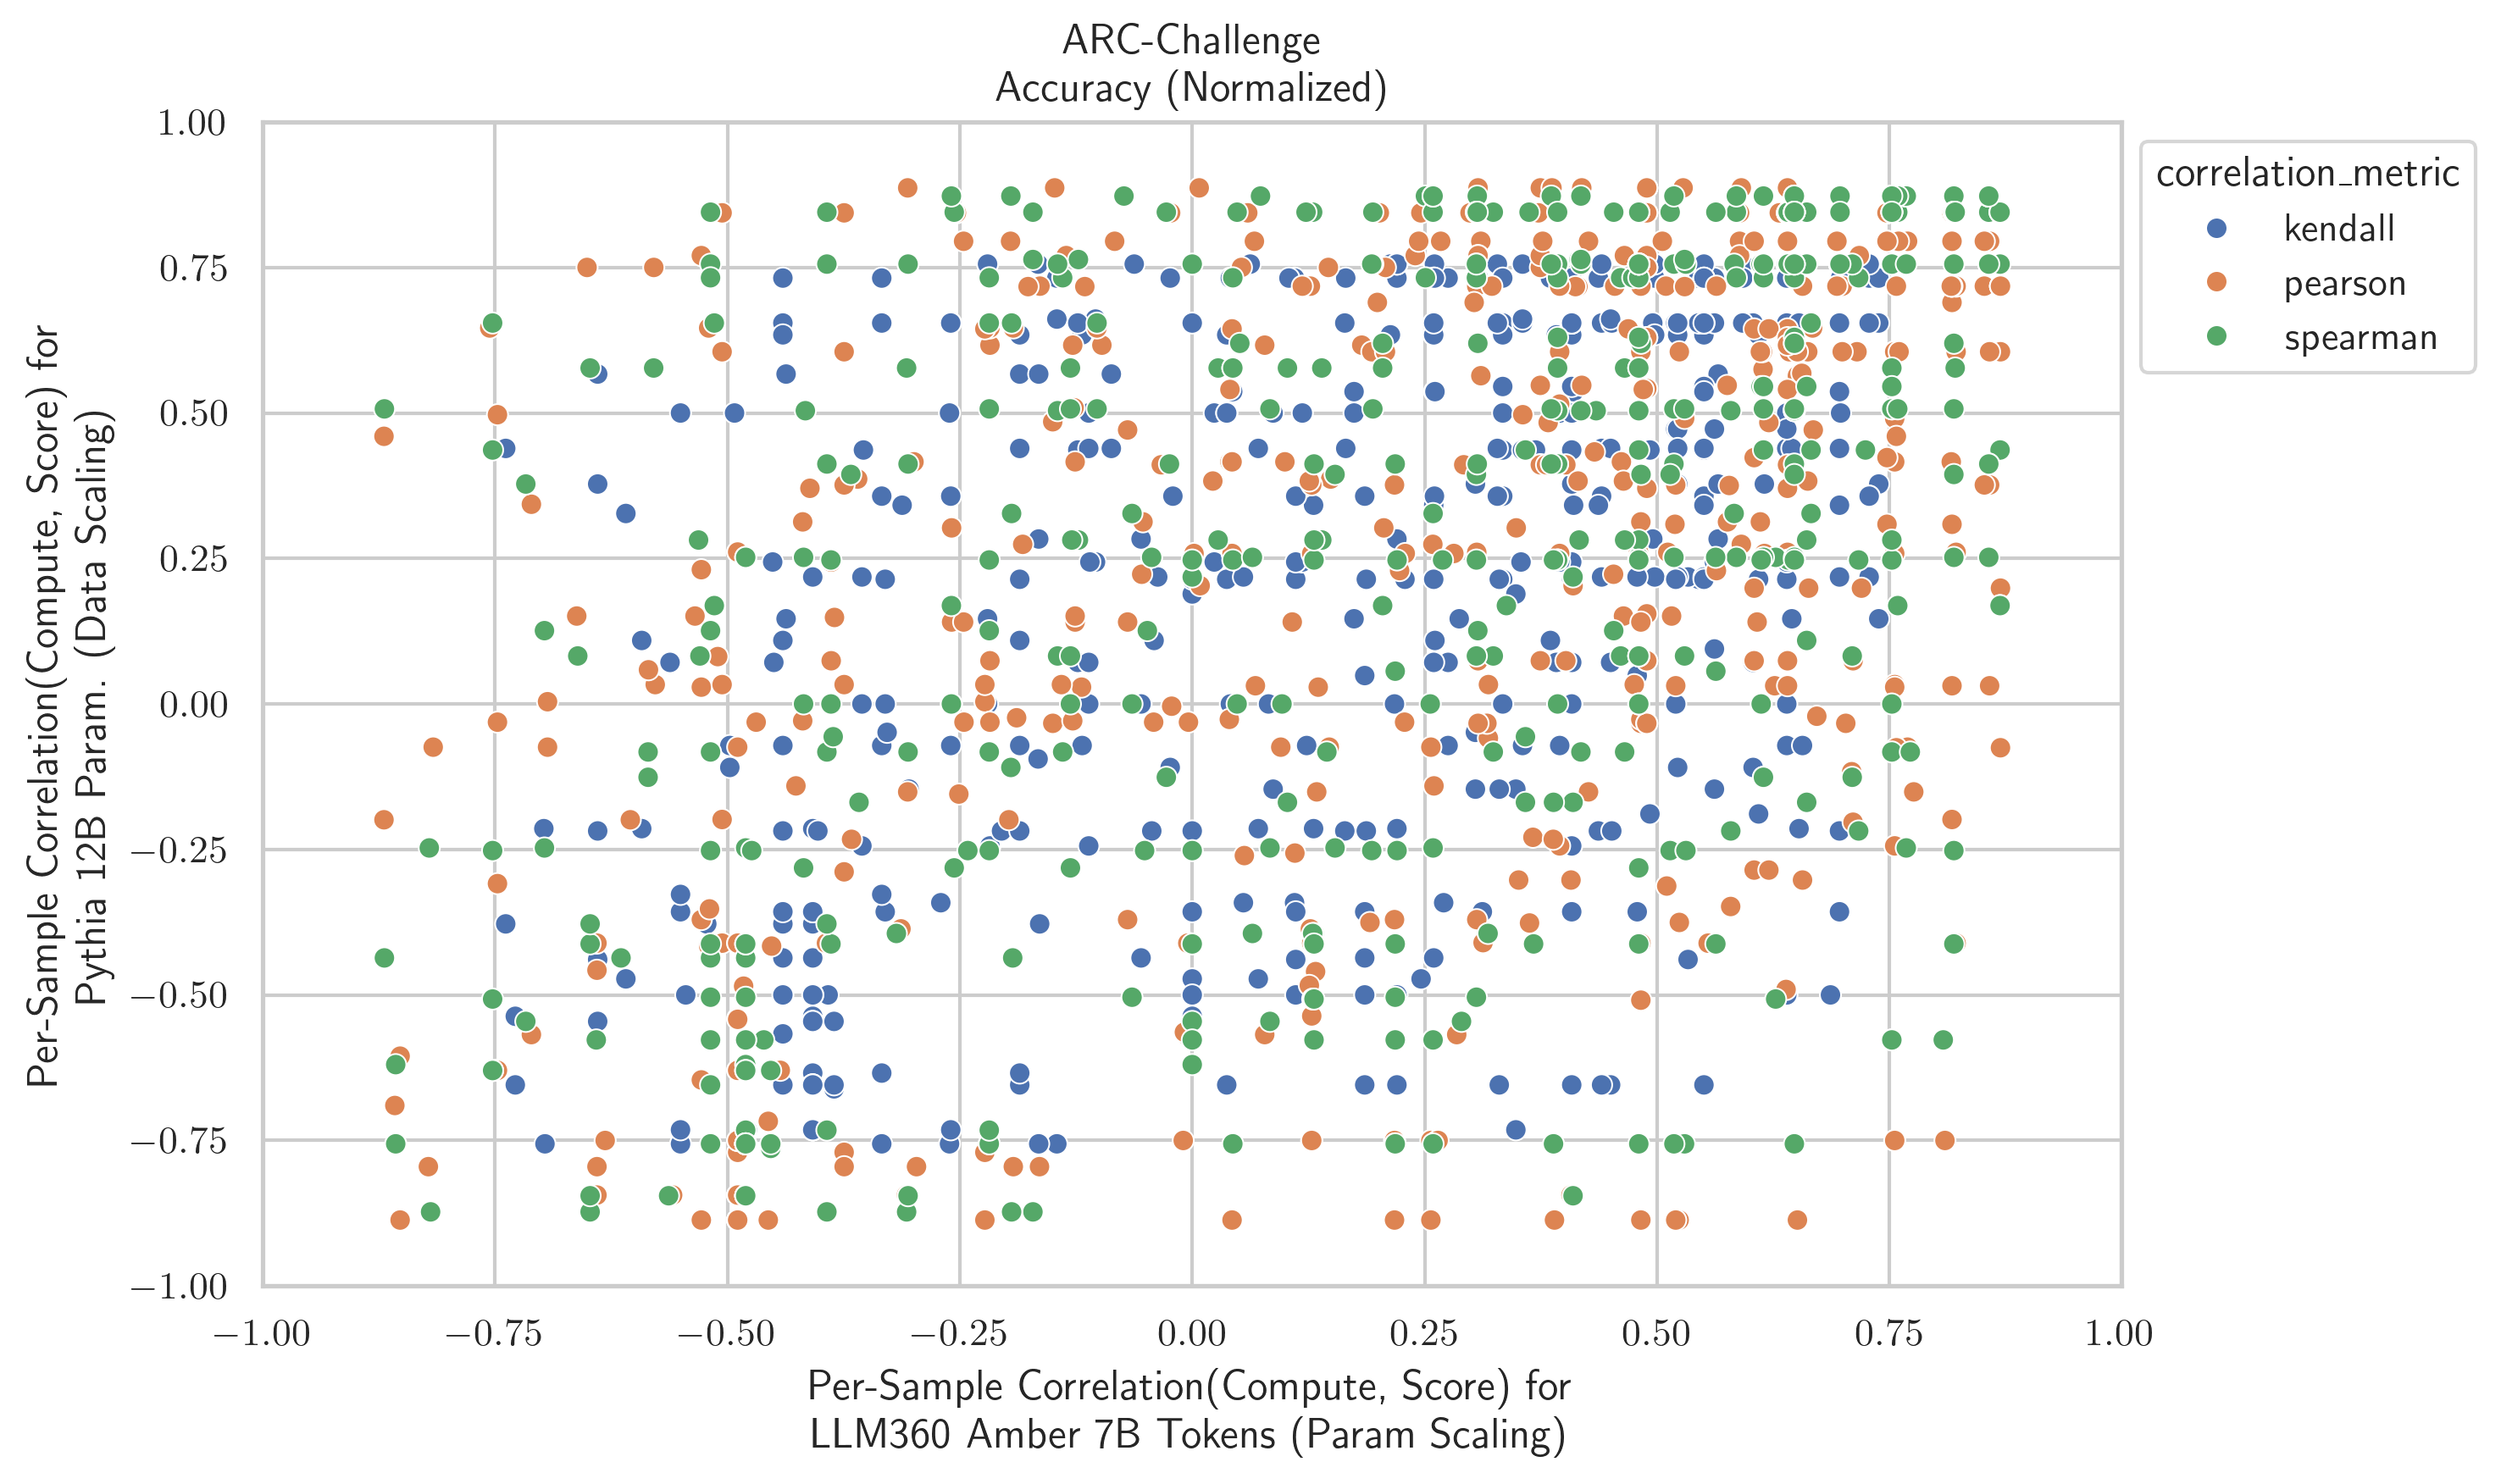 ARC-Challenge
Accuracy (Normalized)
Per-Sample Correlation(Compute, Score) for
Pythia 12B Param. (Data Scaling)
1.00
0.75
0.50
0.25
0.00
−0.25
−0.50
−0.75
−1.00
−1.00 −0.75 −0.50 −0.25 0.00 0.25 0.50 0.75 1.00
Per-Sample Correlation(Compute, Score) for
LLM360 Amber 7B Tokens (Param Scaling)
correlation_metric
kendall
pearson
spearman